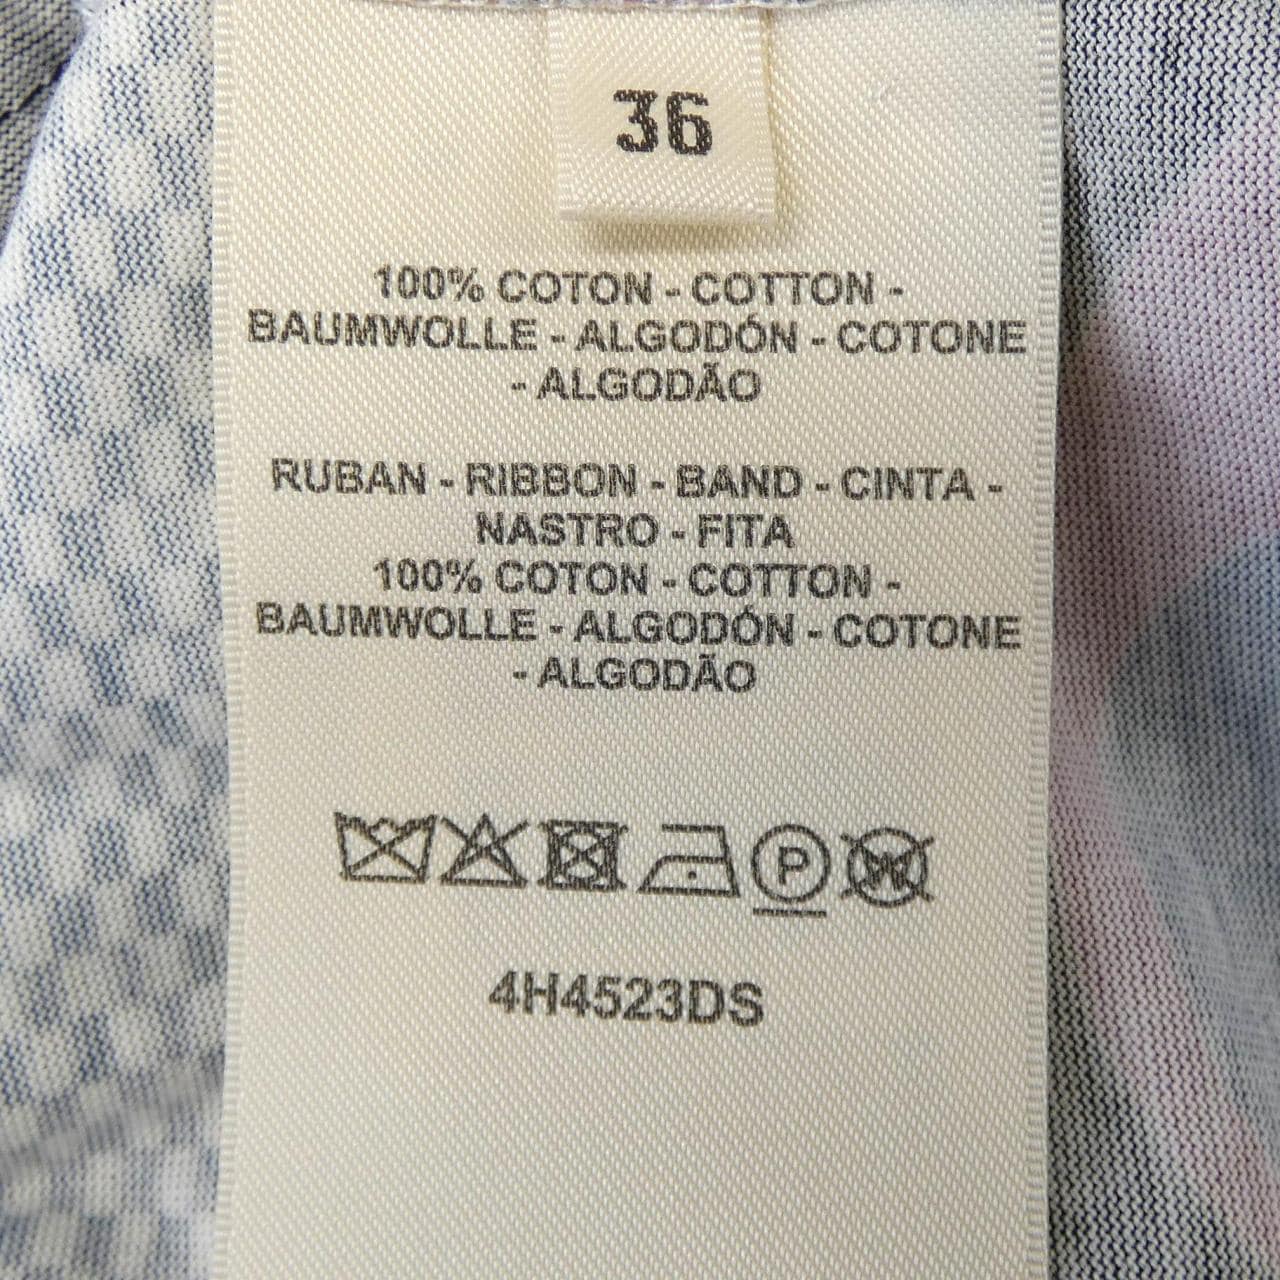 36
100% COTON - COTTON -
BAUMWOLLE - ALGODÓN - COTONE
- ALGODÃO
RUBAN - RIBBON - BAND - CINTA -
NASTRO - FITA
100% COTON - COTTON -
BAUMWOLLE - ALGODÓN - COTONE
- ALGODÃO
P W
4H4523DS